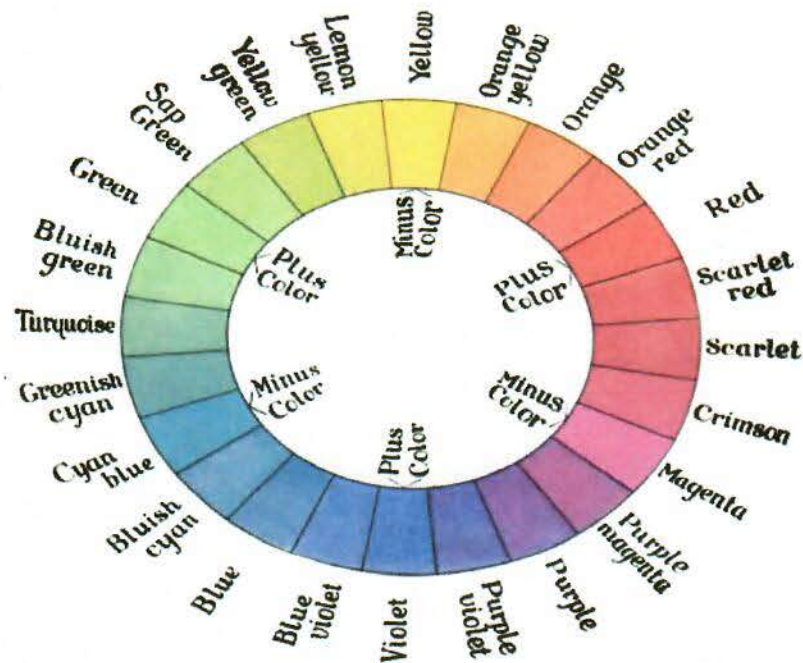 Yellow
Orange
yellow
Orange
Orange
red
Red
Scarlet
red
Scarlet
Crimson
Magenta
Purple
magenta
Purple
Purple
violet
Violet
Blue
violet
Blue
Bluish
cyan
Cyan
blue
Greenish
cyan
Turquoise
Bluish
green
Green
Sap
Green
Yellow
green
Lemon
yellow
Minus
Color
Plus
Color
Minus
Color
Plus
Color
Minus
Color
Plus
Color